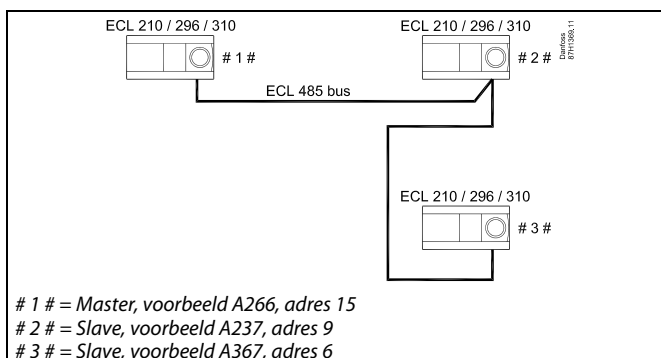 ECL 210 / 296 / 310
# 1 #
ECL 210 / 296 / 310
# 2 #
Danfoss
87H1369.11
ECL 485 bus
ECL 210 / 296 / 310
# 3 #
# 1 # = Master, voorbeeld A266, adres 15
# 2 # = Slave, voorbeeld A237, adres 9
# 3 # = Slave, voorbeeld A367, adres 6